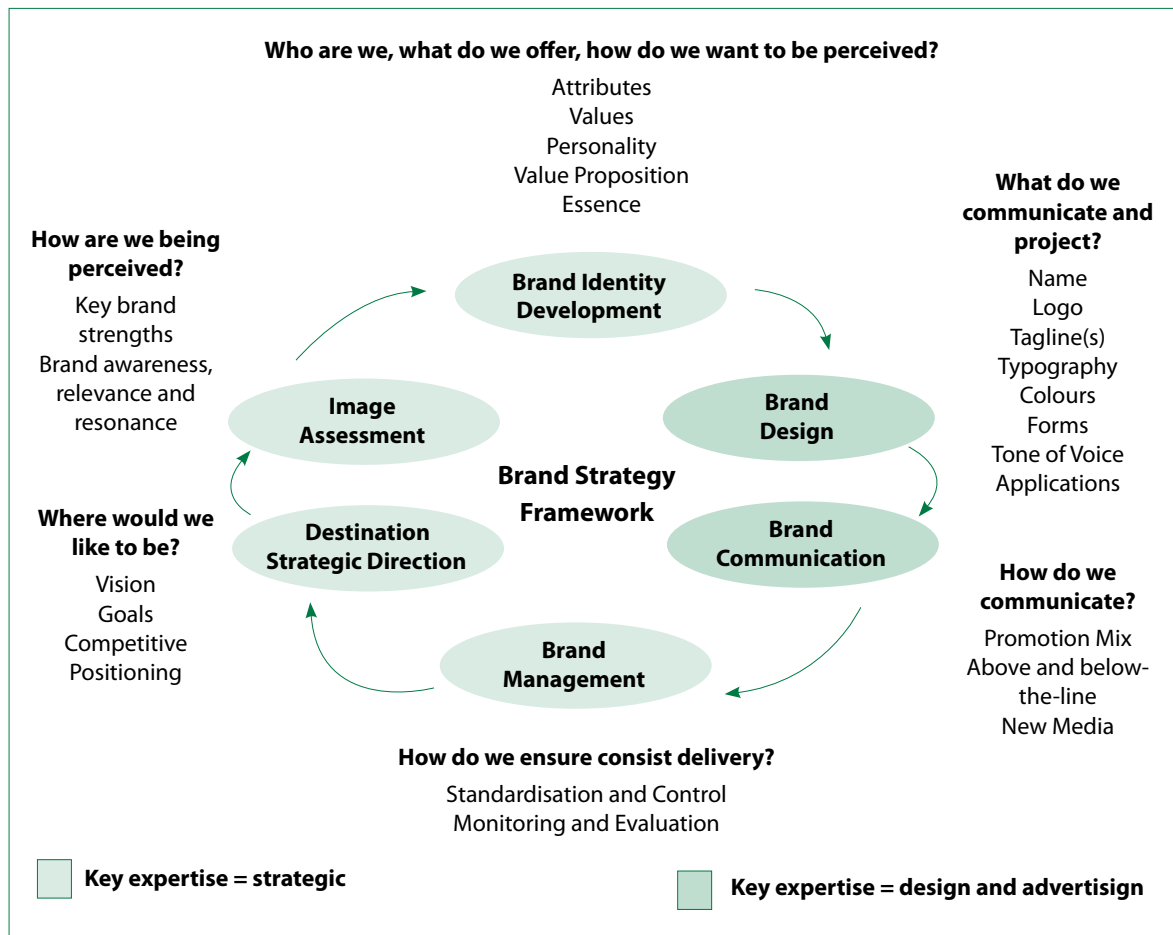 Who are we, what do we offer, how do we want to be perceived?
Attributes
Values
Personality
Value Proposition
Essence
Brand Identity
Development
What do we
communicate and
project?
Name
Logo
Tagline(s)
Typography
Colours
Forms
Tone of Voice
Applications
Brand
Design
How do we
communicate?
Promotion Mix
Above and below-
the-line
New Media
Brand
Communication
Brand
Management
How do we ensure consist delivery?
Standardisation and Control
Monitoring and Evaluation
Where would we
like to be?
Vision
Goals
Competitive
Positioning
Destination
Strategic Direction
How are we being
perceived?
Key brand
strengths
Brand awareness,
relevance and
resonance
Image
Assessment
Brand Strategy
Framework
Key expertise = strategic
Key expertise = design and advertisign